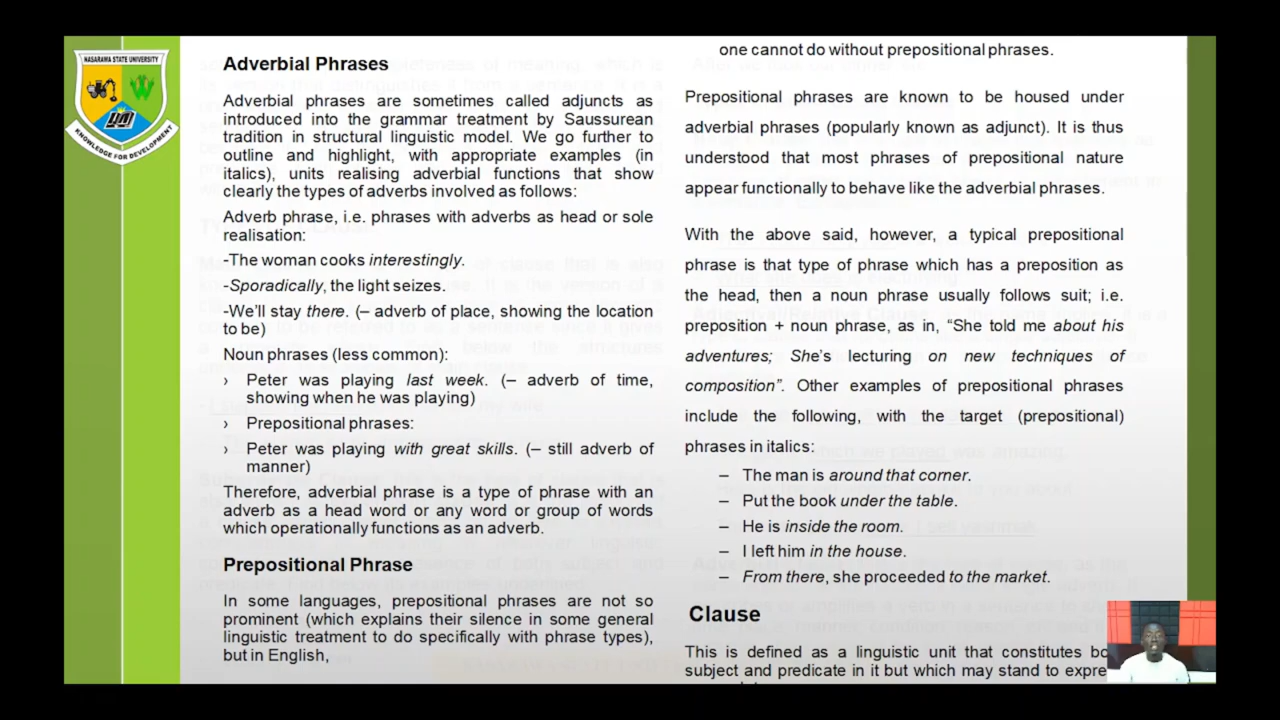 NASARAWA STATE UNIVERSITY
KNOWLEDGE FOR DEVELOPMENT
Adverbial Phrases
Adverbial phrases are sometimes called adjuncts as
introduced into the grammar treatment by Saussurean
tradition in structural linguistic model. We go further to
outline and highlight, with appropriate examples (in
italics), units realising adverbial functions that show
clearly the types of adverbs involved as follows:
Adverb phrase, i.e. phrases with adverbs as head or sole
realisation:
-The woman cooks interestingly.
-Sporadically, the light seizes.
-We’ll stay there. (– adverb of place, showing the location
to be)
Noun phrases (less common):
› Peter was playing last week. (– adverb of time,
showing when he was playing)
› Prepositional phrases:
› Peter was playing with great skills. (– still adverb of
manner)
Therefore, adverbial phrase is a type of phrase with an
adverb as a head word or any word or group of words
which operationally functions as an adverb.
Prepositional Phrase
In some languages, prepositional phrases are not so
prominent (which explains their silence in some general
linguistic treatment to do specifically with phrase types),
but in English,
one cannot do without prepositional phrases.
Prepositional phrases are known to be housed under
adverbial phrases (popularly known as adjunct). It is thus
understood that most phrases of prepositional nature
appear functionally to behave like the adverbial phrases.
With the above said, however, a typical prepositional
phrase is that type of phrase which has a preposition as
the head, then a noun phrase usually follows suit; i.e.
preposition + noun phrase, as in, “She told me about his
adventures; She’s lecturing on new techniques of
composition”. Other examples of prepositional phrases
include the following, with the target (prepositional)
phrases in italics:
– The man is around that corner.
– Put the book under the table.
– He is inside the room.
– I left him in the house.
– From there, she proceeded to the market.
Clause
This is defined as a linguistic unit that constitutes
subject and predicate in it but which may stand to